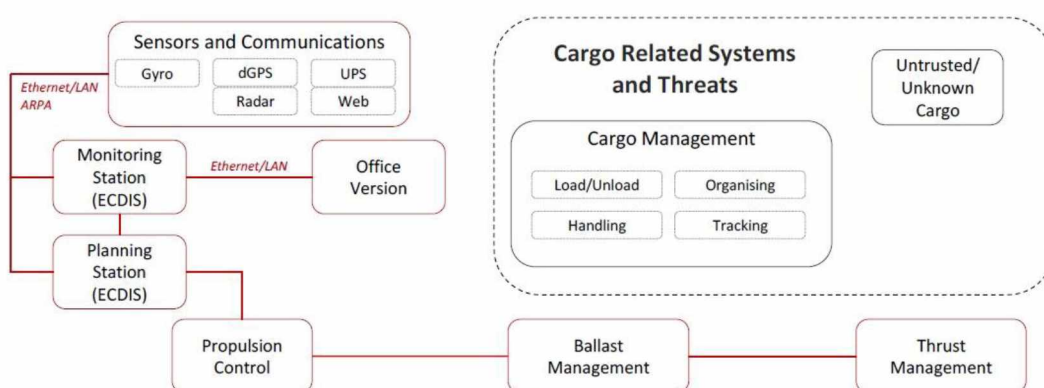 Sensors and Communications
Gyro
dGPS
UPS
Radar
Web
Ethernet/LAN
ARPA
Monitoring
Station
(ECDIS)
Ethernet/LAN
Office
Version
Planning
Station
(ECDIS)
Propulsion
Control
Ballast
Management
Thrust
Management
Cargo Related Systems
and Threats
Untrusted/
Unknown
Cargo
Cargo Management
Load/Unload
Organising
Handling
Tracking